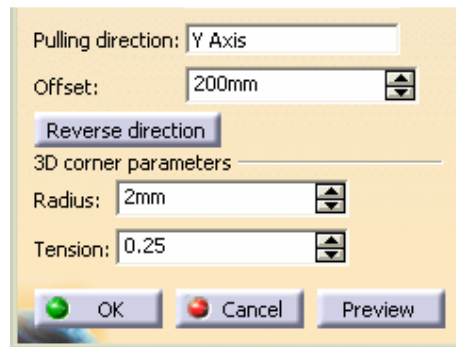 Pulling direction: Y Axis
Offset: 200mm
Reverse direction
3D corner parameters
Radius: 2mm
Tension: 0.25
OK Cancel Preview